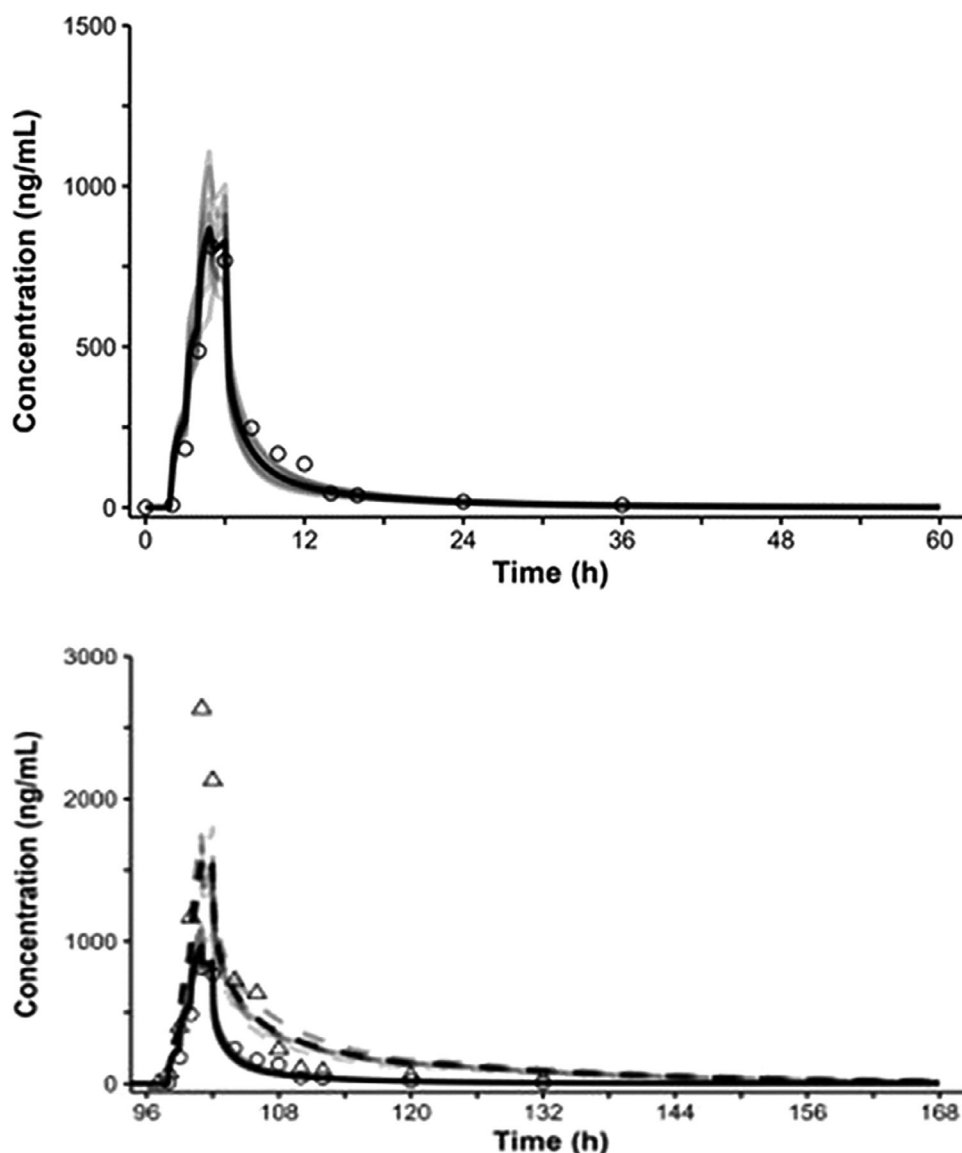 1500
1000
500
0
Concentration (ng/mL)
0 12 24 36 48 60
Time (h)
3000
2000
1000
0
Concentration (ng/mL)
96 108 120 132 144 156 168
Time (h)